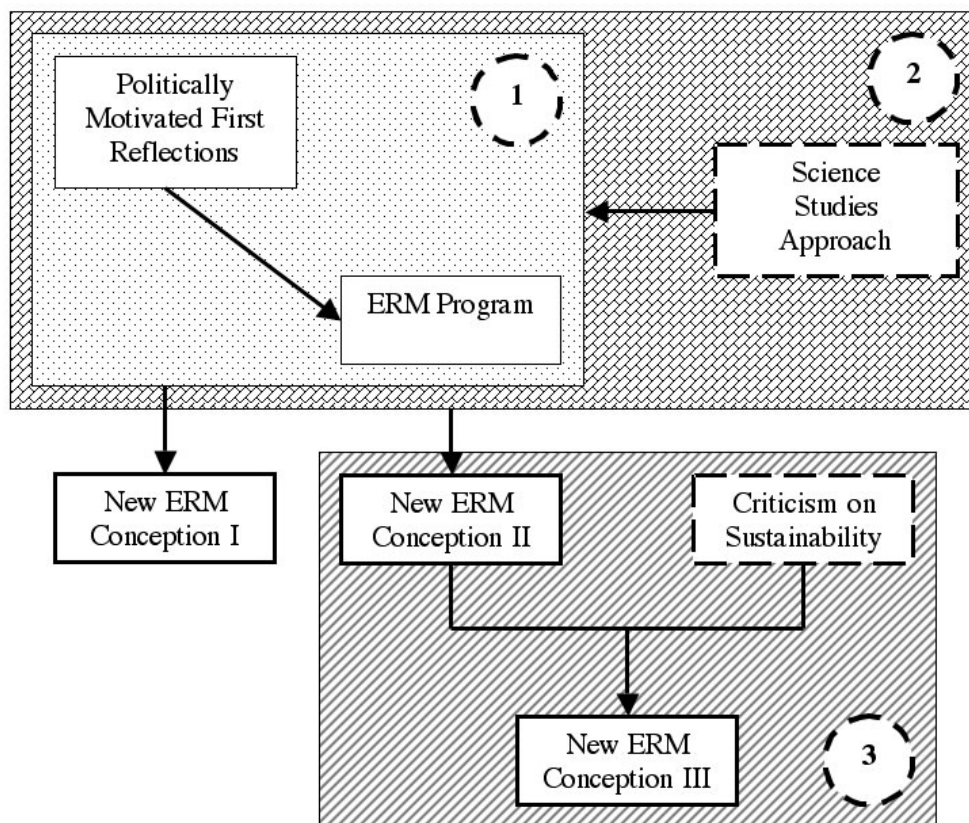 Politically
Motivated First
Reflections
1
2
Science
Studies
Approach
ERM Program
New ERM
Conception I
New ERM
Conception II
Criticism on
Sustainability
New ERM
Conception III
3